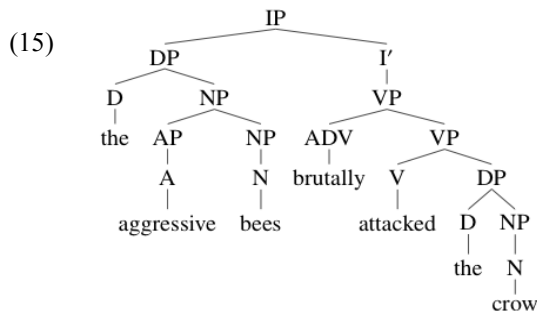 IP
(15)
DP I′
D NP VP
the AP NP ADV VP
A N brutally V DP
aggressive bees attacked D NP
the N
crow